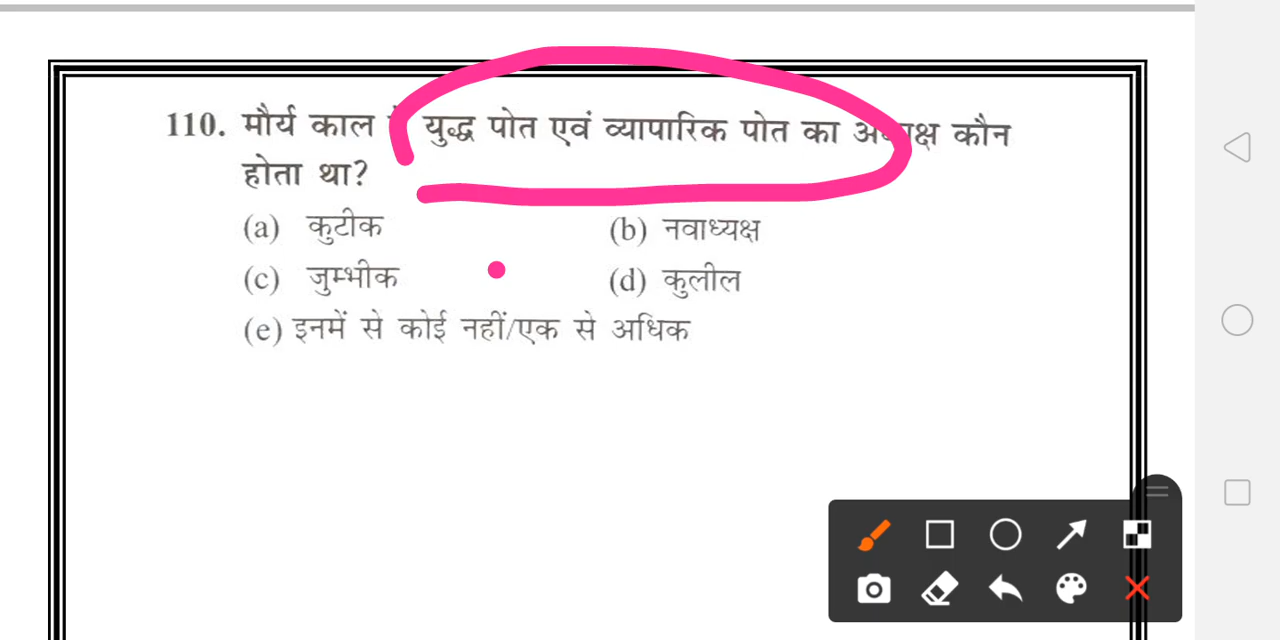 110. मौर्य काल युद्ध पोत एवं व्यापारिक पोत का कौन
होता था?
(a) कुटीक (b) नवाध्यक्ष
(c) जुम्भीक (d) कुलील
(e) इनमें से कोई नहीं/एक से अधिक